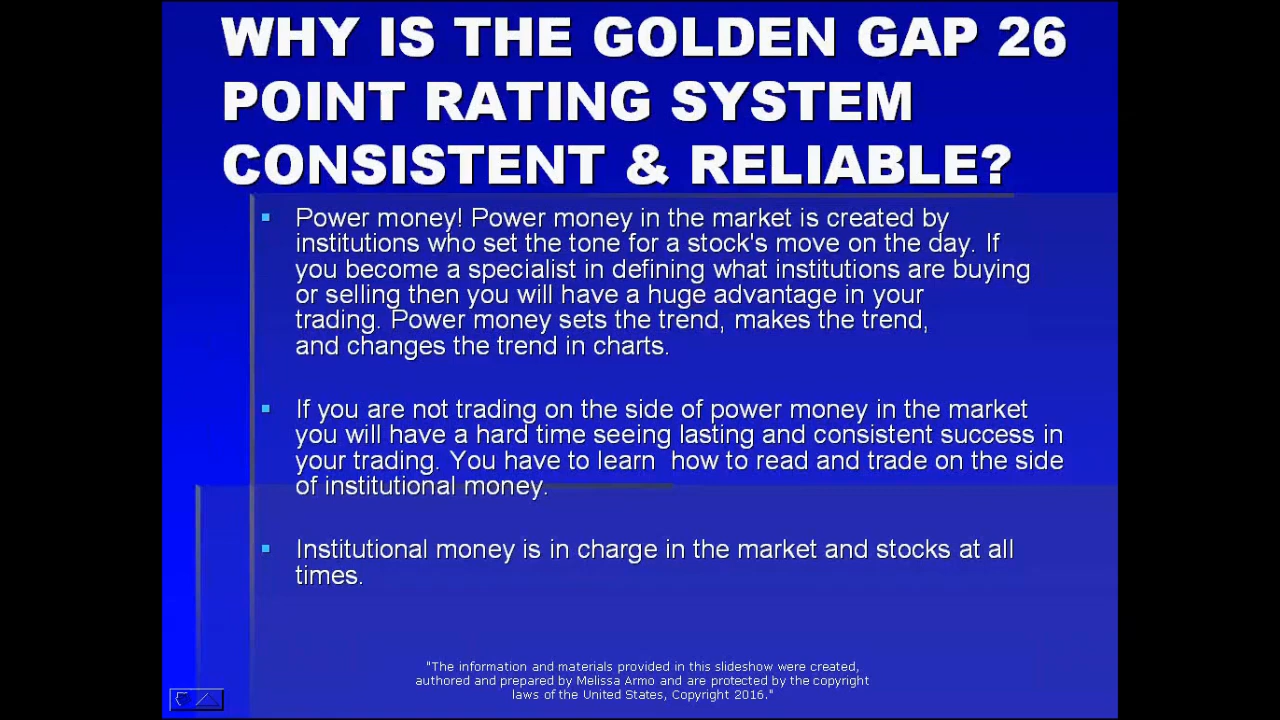 WHY IS THE GOLDEN GAP 26
POINT RATING SYSTEM
CONSISTENT & RELIABLE?
Power money! Power money in the market is created by
institutions who set the tone for a stock's move on the day. If
you become a specialist in defining what institutions are buying
or selling then you will have a huge advantage in your
trading. Power money sets the trend, makes the trend,
and changes the trend in charts.
If you are not trading on the side of power money in the market
you will have a hard time seeing lasting and consistent success in
your trading. You have to learn  how to read and trade on the side
of institutional money.
Institutional money is in charge in the market and stocks at all
times.
"The information and materials provided in this slideshow were created,
authored and prepared by Melissa Armo and are protected by the copyright
laws of the United States, Copyright 2016."